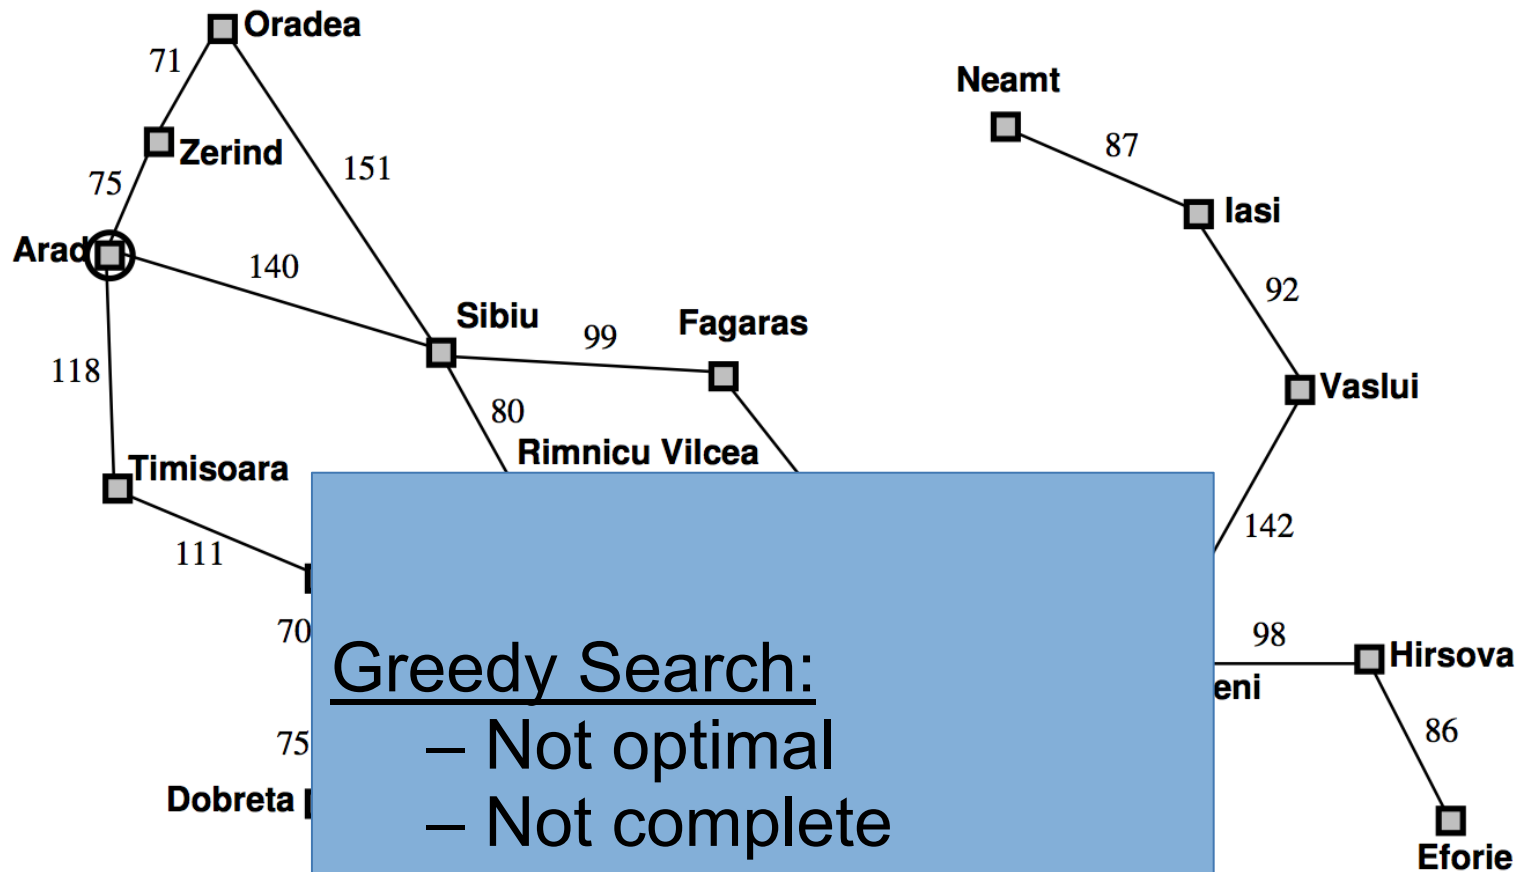 Oradea
71
Neamt
87
Zerind
151
75
Iasi
Arad
140
92
Sibiu
Fagaras
99
118
Vaslui
80
Rimnicu Vilcea
Timisoara
142
111
70
98
Greedy Search:
Hirsova
eni
86
75
– Not optimal
Dobreta
– Not complete
Eforie